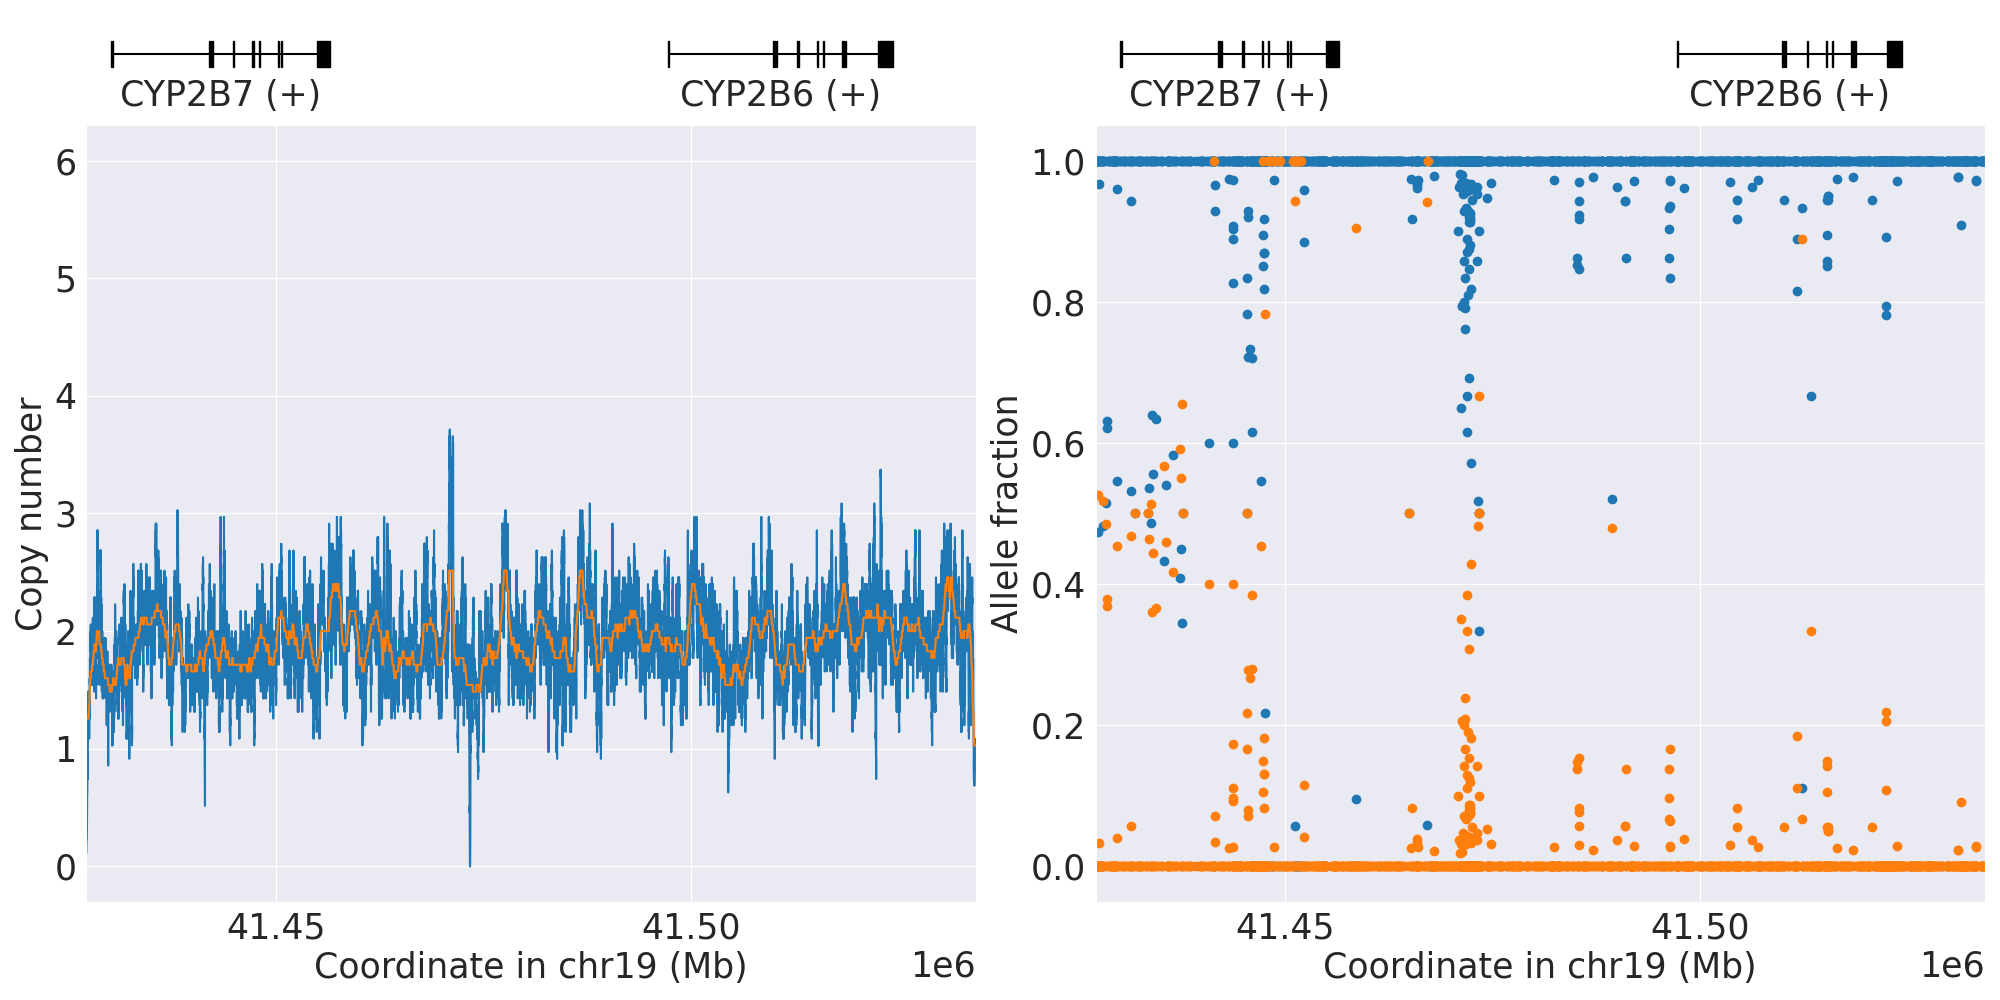 CYP2B7 (+)
CYP2B6 (+)
6
5
4
3
2
1
0
Copy number
41.45
41.50
Coordinate in chr19 (Mb)
1e6
CYP2B7 (+)
CYP2B6 (+)
1.0
0.8
0.6
0.4
0.2
0.0
Allele fraction
41.45
41.50
Coordinate in chr19 (Mb)
1e6